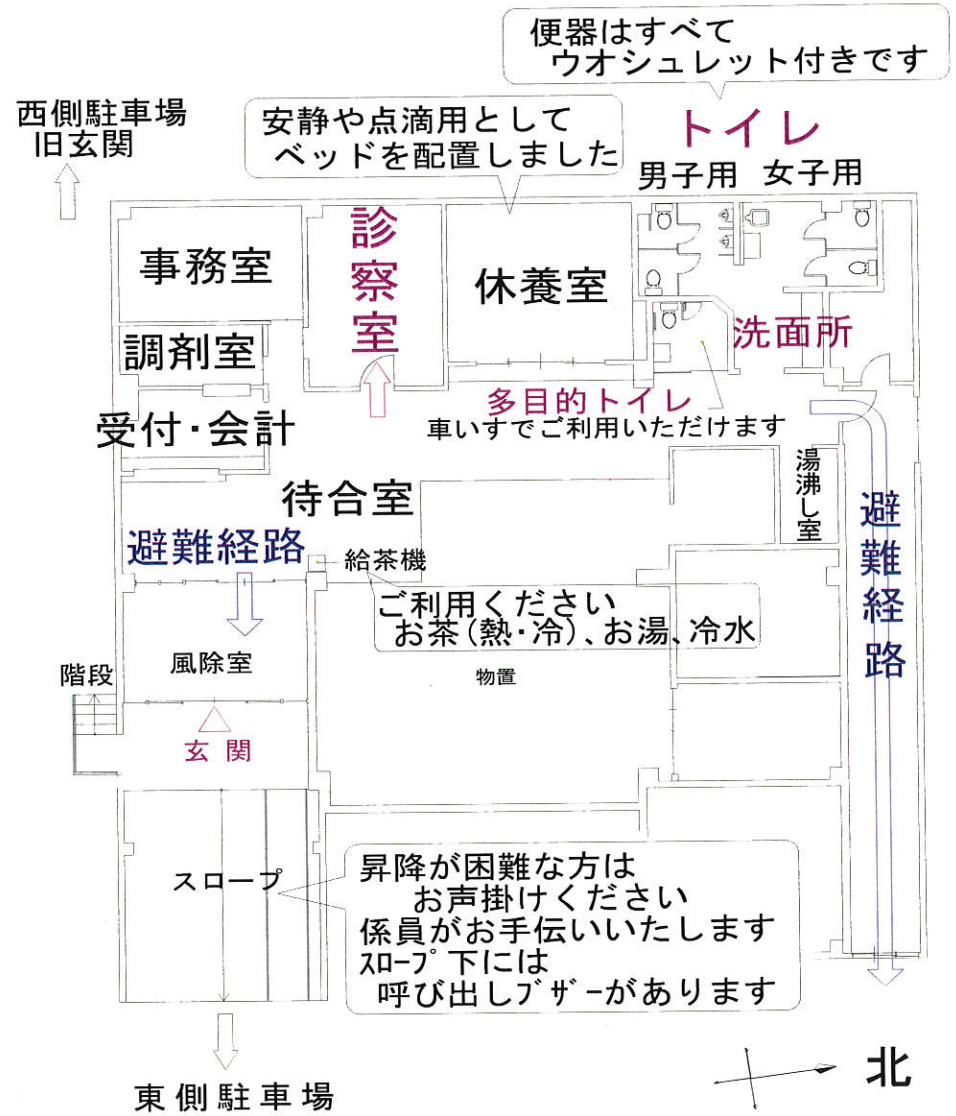 便器はすべて
ウオシュレット付きです
西側駐車場
旧玄関
安静や点滴用として
ベッドを配置しました
トイレ
男子用 女子用
事務室
診察室
休養室
調剤室
洗面所
受付・会計
多目的トイレ
車いすでご利用いただけます
待合室
湯沸し室
避難経路
避難経路
給茶機
ご利用ください
お茶(熱・冷)、お湯、冷水
風除室
物置
階段
玄関
スロープ
昇降が困難な方は
お声掛けください
係員がお手伝いいたします
ｽﾛｰﾌﾟ下には
呼び出しﾌﾞｻﾞｰがあります
北
東側駐車場